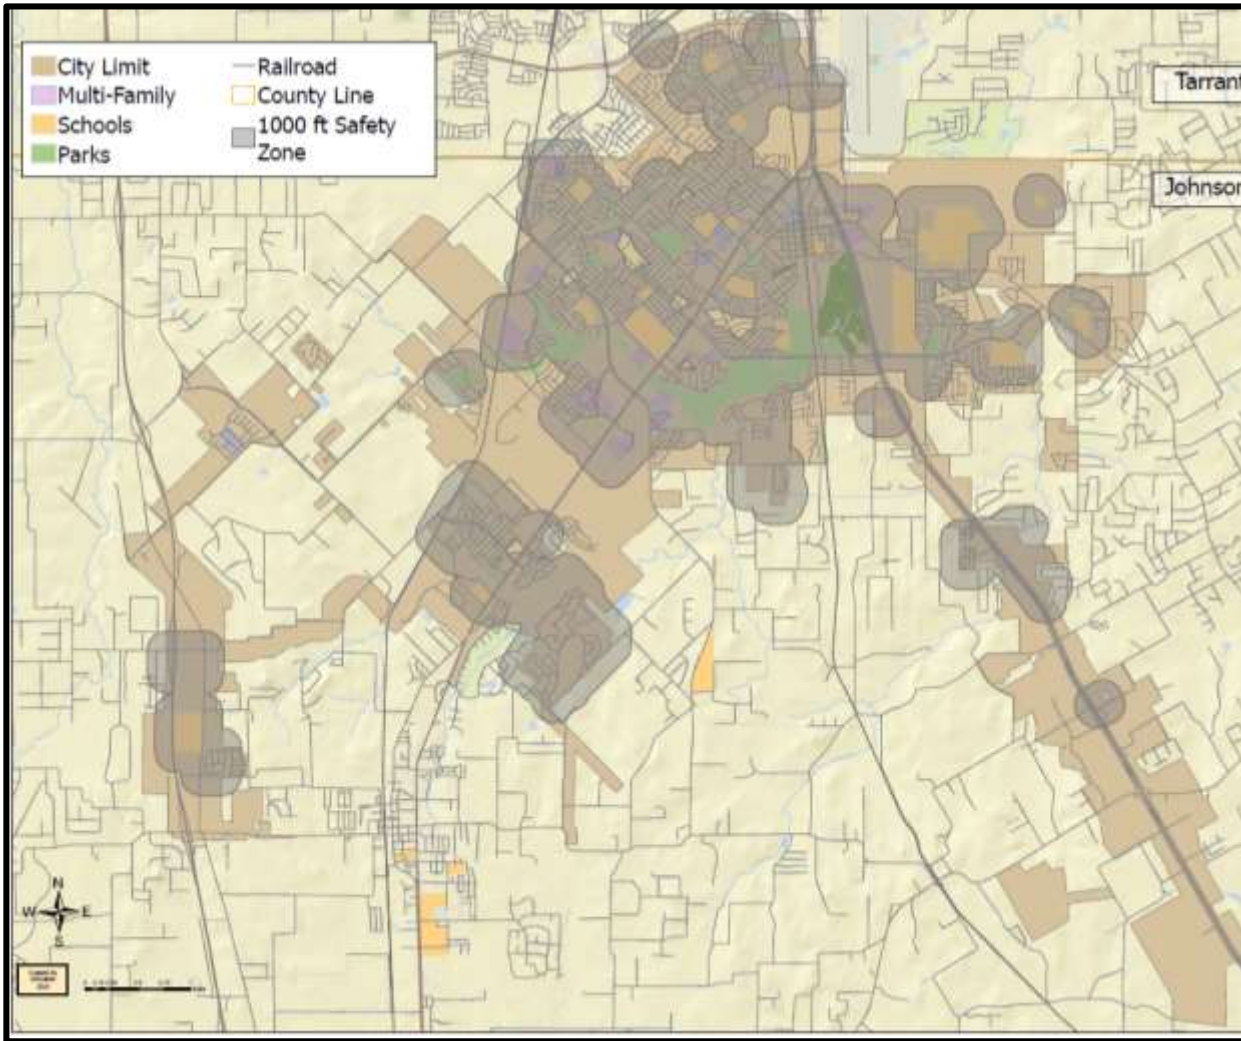 City Limit
Multi-Family
Schools
Parks
Railroad
County Line
1000 ft Safety
Zone
Tarrant
Johnson
N
W E
S